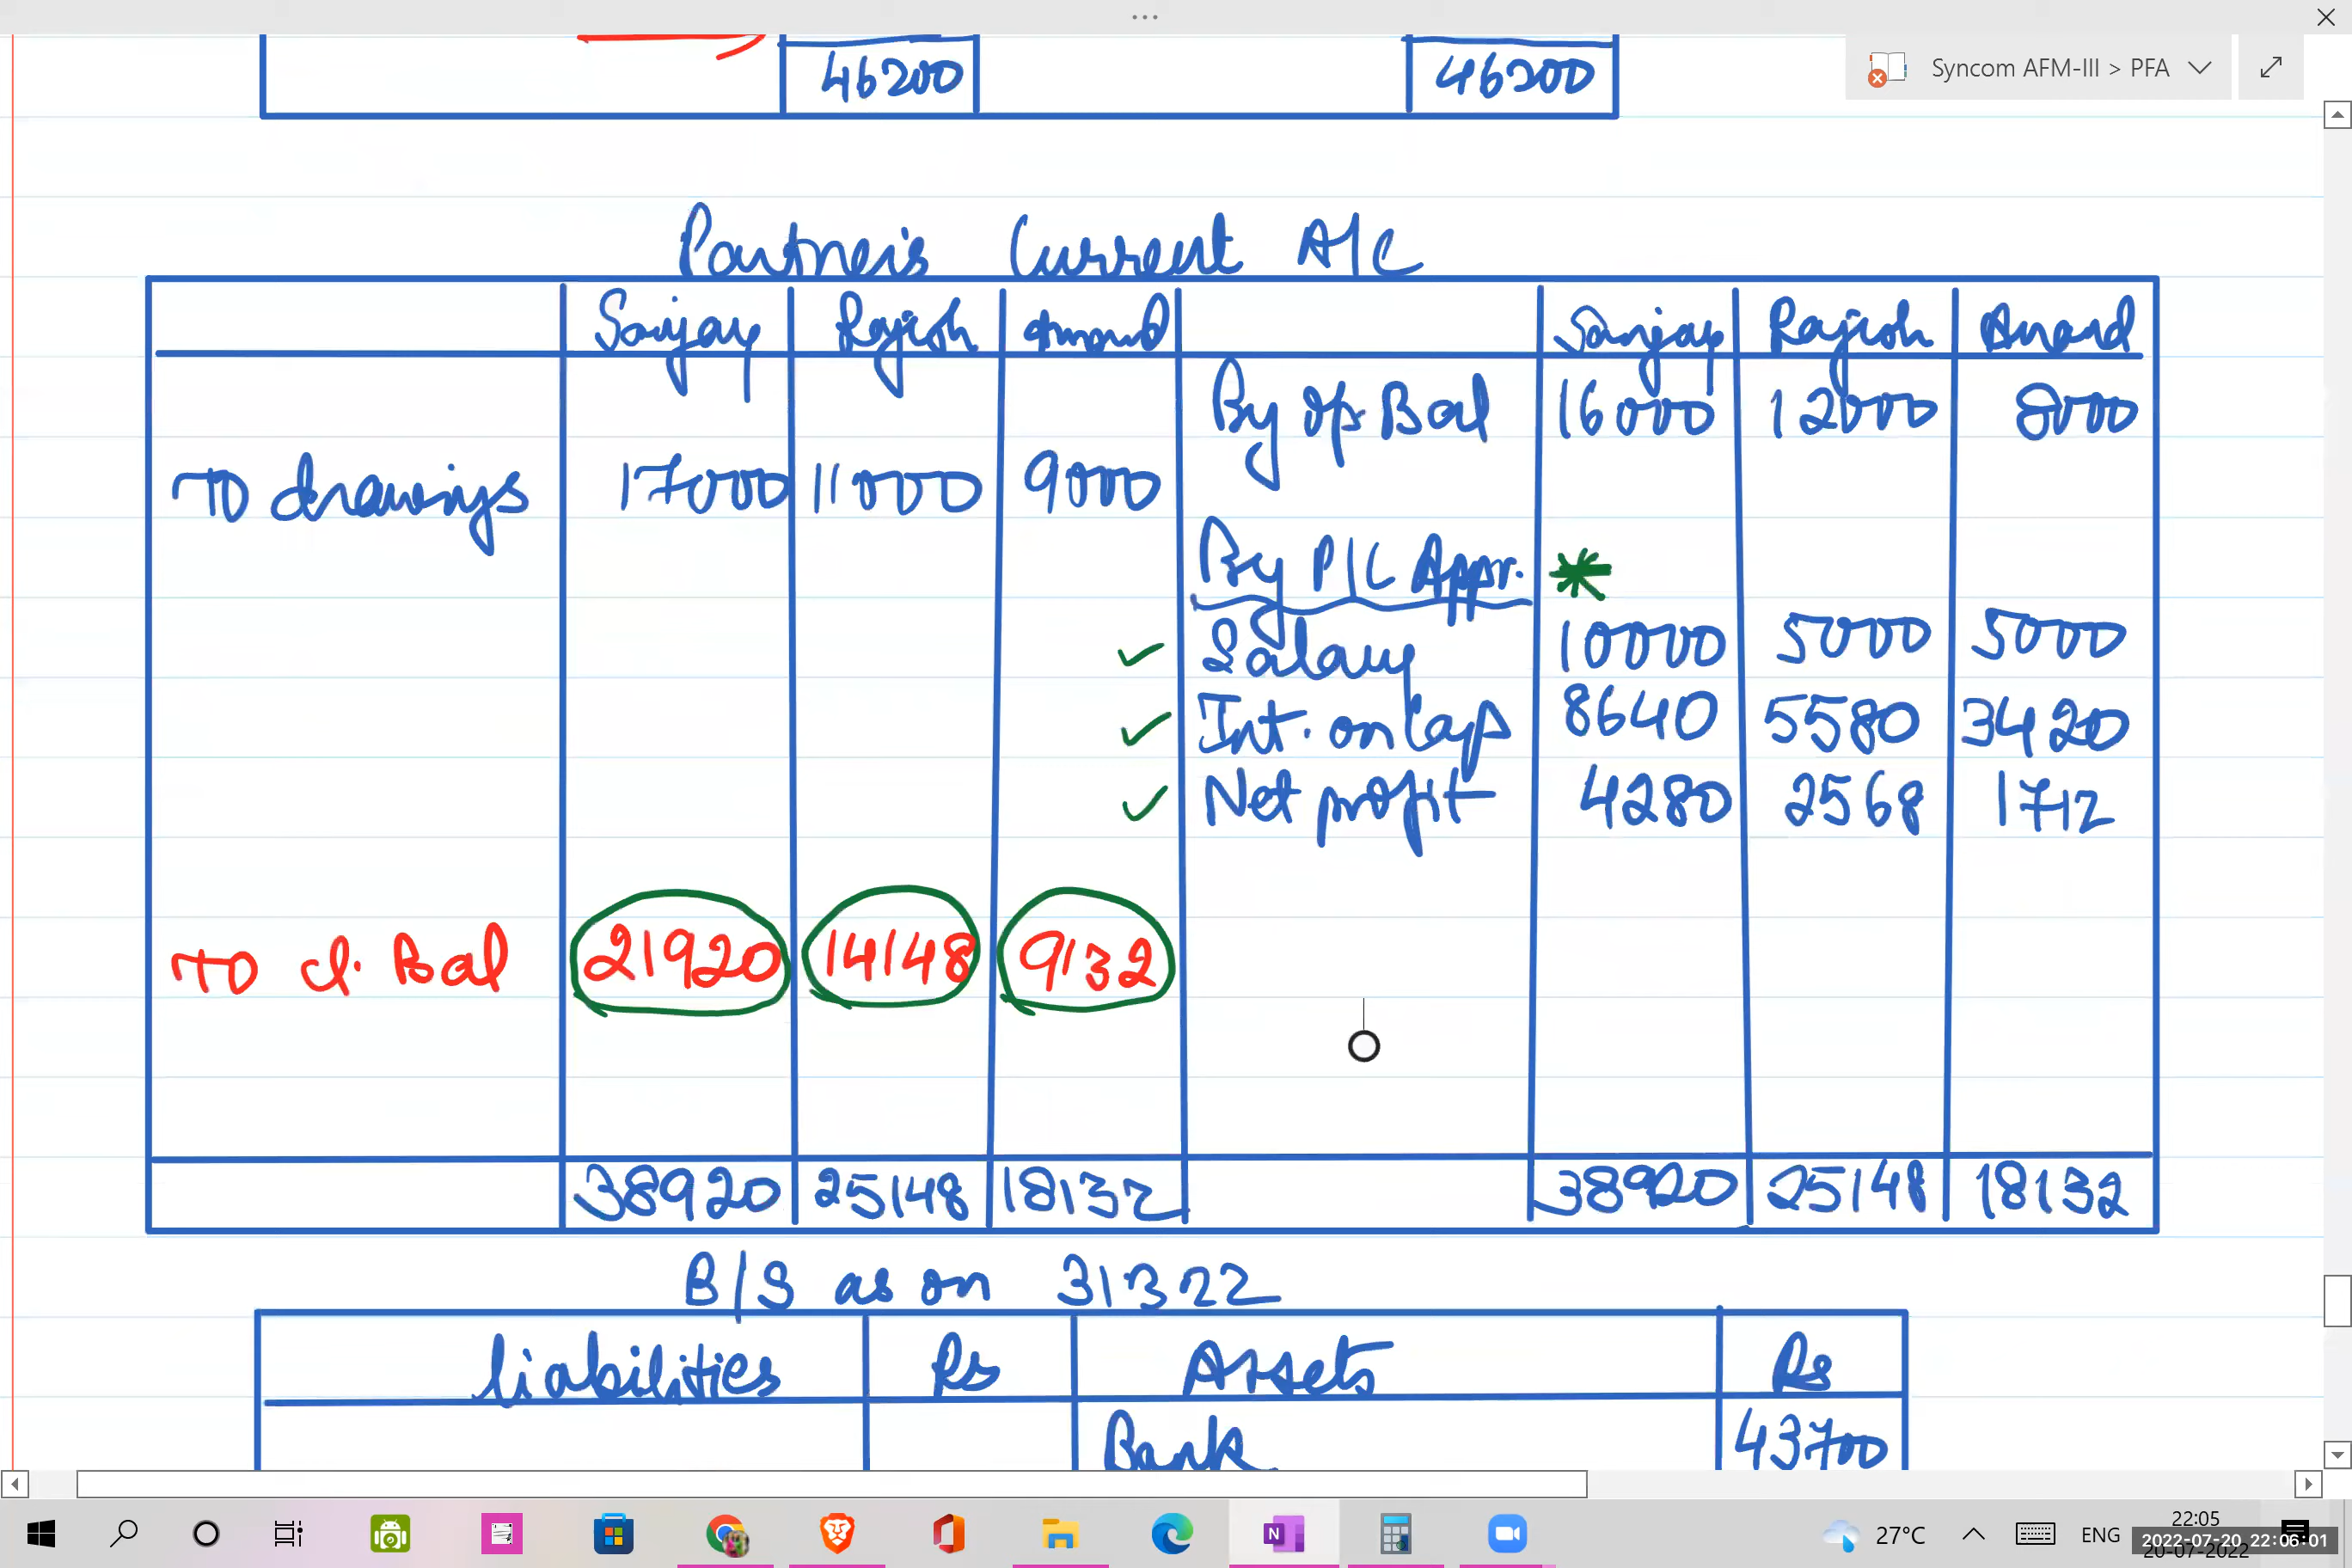 46200 46200
Syncom AFM-III > PFA
Partner's Current A/C
Sanjay Rajesh Anand Sanjay Rajesh Anand
By Op. Bal 16000 12000 8000
To drawings 17000 11000 9000
By P/L Appr. *
Salary 10000 5000 5000
Int. on Cap 8640 5580 3420
Net profit 4280 2568 1712
To cl. Bal 21920 14148 9132
38920 25148 18132 38920 25148 18132
B/S as on 31322
Liabilities Rs Assets Rs
Bank 43700
27°C ENG 22:05
2022-07-20 22:06:01